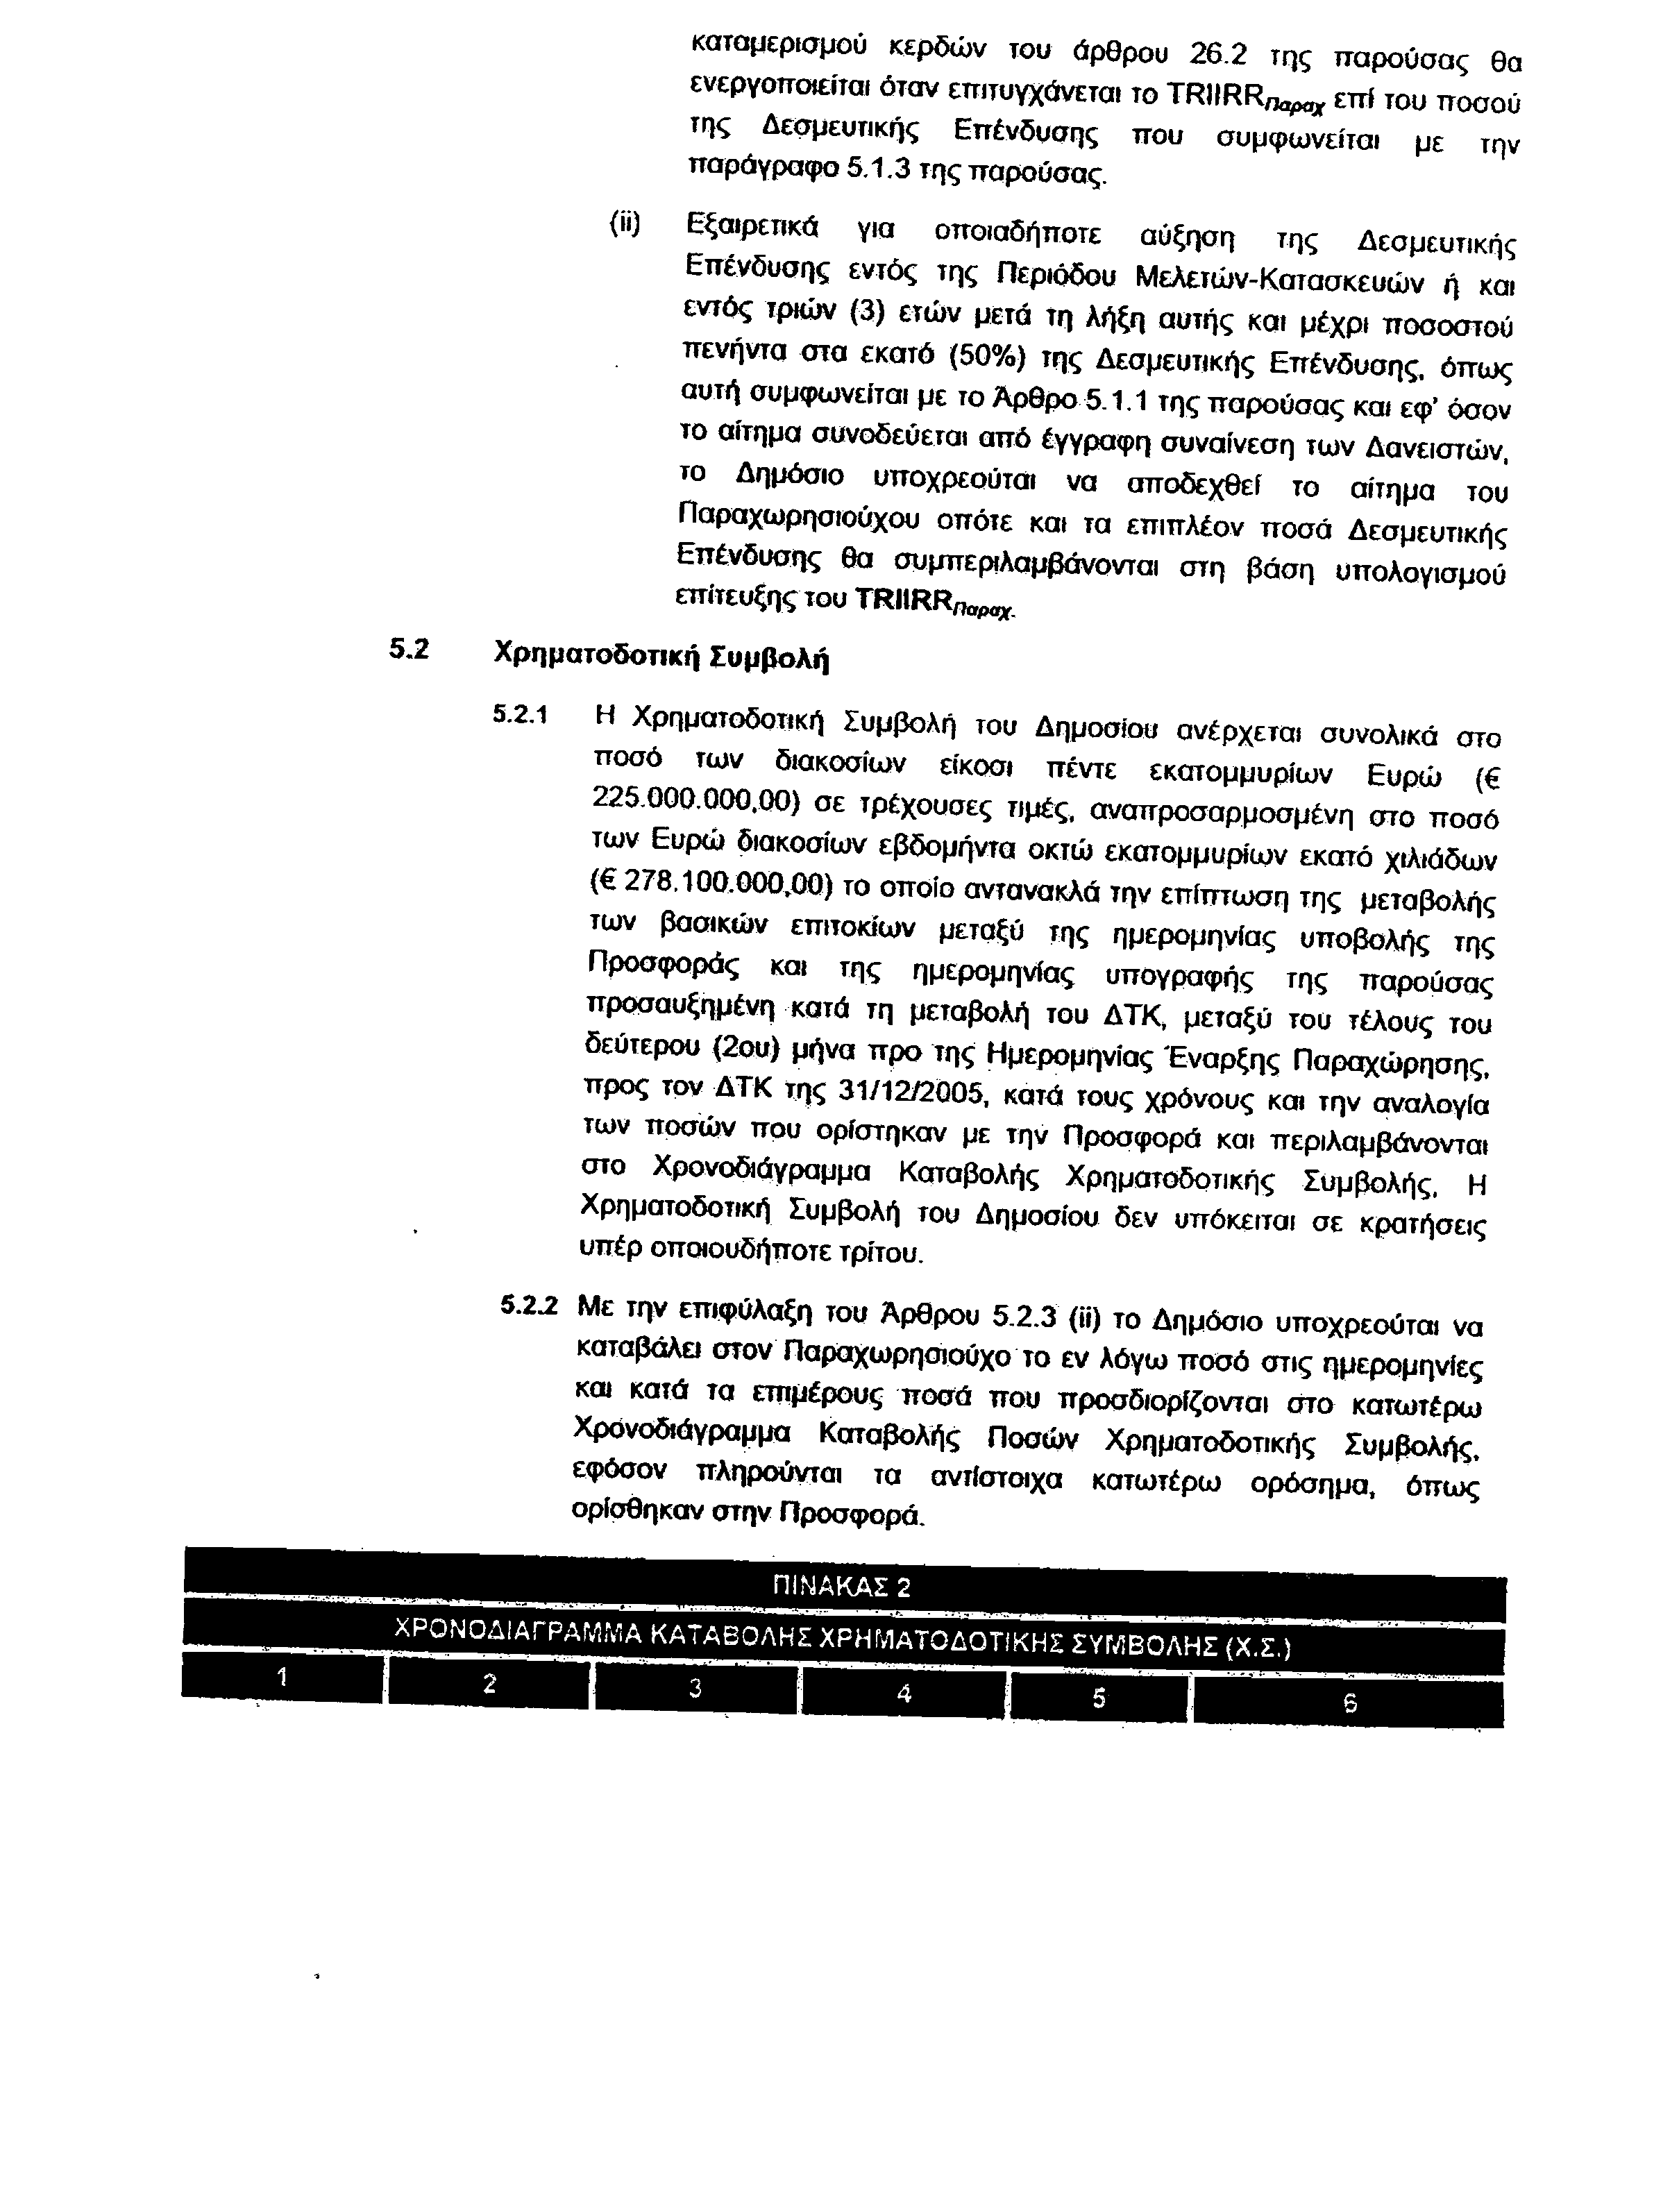 καταμερισμού κερδών του άρθρου 26.2 της παρούσας θα
ενεργοποιείται όταν επιτυγχάνεται το TRIIRRΠαραχ επί του ποσού
της Δεσμευτικής Επένδυσης που συμφωνείται με την
παράγραφο 5.1.3 της παρούσας.
(ii) Εξαιρετικά για οποιαδήποτε αύξηση της Δεσμευτικής
Επένδυσης εντός της Περιόδου Μελετών-Κατασκευών ή και
εντός τριών (3) ετών μετά τη λήξη αυτής και μέχρι ποσοστού
πενήντα στα εκατό (50%) της Δεσμευτικής Επένδυσης, όπως
αυτή συμφωνείται με το Άρθρο 5.1.1 της παρούσας και εφ' όσον
το αίτημα συνοδεύεται από έγγραφη συναίνεση των Δανειστών,
το Δημόσιο υποχρεούται να αποδεχθεί το αίτημα του
Παραχωρησιούχου οπότε και τα επιπλέον ποσά Δεσμευτικής
Επένδυσης θα συμπεριλαμβάνονται στη βάση υπολογισμού
επίτευξης του TRIIRRΠαραχ.
5.2 Χρηματοδοτική Συμβολή
5.2.1 Η Χρηματοδοτική Συμβολή του Δημοσίου ανέρχεται συνολικά στο
ποσό των διακοσίων είκοσι πέντε εκατομμυρίων Ευρώ (€
225.000.000,00) σε τρέχουσες τιμές, αναπροσαρμοσμένη στο ποσό
των Ευρώ διακοσίων εβδομήντα οκτώ εκατομμυρίων εκατό χιλιάδων
(€ 278.100.000,00) το οποίο αντανακλά την επίπτωση της μεταβολής
των βασικών επιτοκίων μεταξύ της ημερομηνίας υποβολής της
Προσφοράς και της ημερομηνίας υπογραφής της παρούσας
προσαυξημένη κατά τη μεταβολή του ΔΤΚ, μεταξύ του τέλους του
δεύτερου (2ου) μήνα προ της Ημερομηνίας Έναρξης Παραχώρησης,
προς τον ΔΤΚ της 31/12/2005, κατά τους χρόνους και την αναλογία
των ποσών που ορίστηκαν με την Προσφορά και περιλαμβάνονται
στο Χρονοδιάγραμμα Καταβολής Χρηματοδοτικής Συμβολής. Η
Χρηματοδοτική Συμβολή του Δημοσίου δεν υπόκειται σε κρατήσεις
υπέρ οποιουδήποτε τρίτου.
5.2.2 Με την επιφύλαξη του Άρθρου 5.2.3 (ii) το Δημόσιο υποχρεούται να
καταβάλει στον Παραχωρησιούχο το εν λόγω ποσό στις ημερομηνίες
και κατά τα επιμέρους ποσά που προσδιορίζονται στο κατωτέρω
Χρονοδιάγραμμα Καταβολής Ποσών Χρηματοδοτικής Συμβολής,
εφόσον πληρούνται τα αντίστοιχα κατωτέρω ορόσημα, όπως
ορίσθηκαν στην Προσφορά.
ΠΙΝΑΚΑΣ 2
ΧΡΟΝΟΔΙΑΓΡΑΜΜΑ ΚΑΤΑΒΟΛΗΣ ΧΡΗΜΑΤΟΔΟΤΙΚΗΣ ΣΥΜΒΟΛΗΣ (Χ.Σ.)
1 2 3 4 5 6